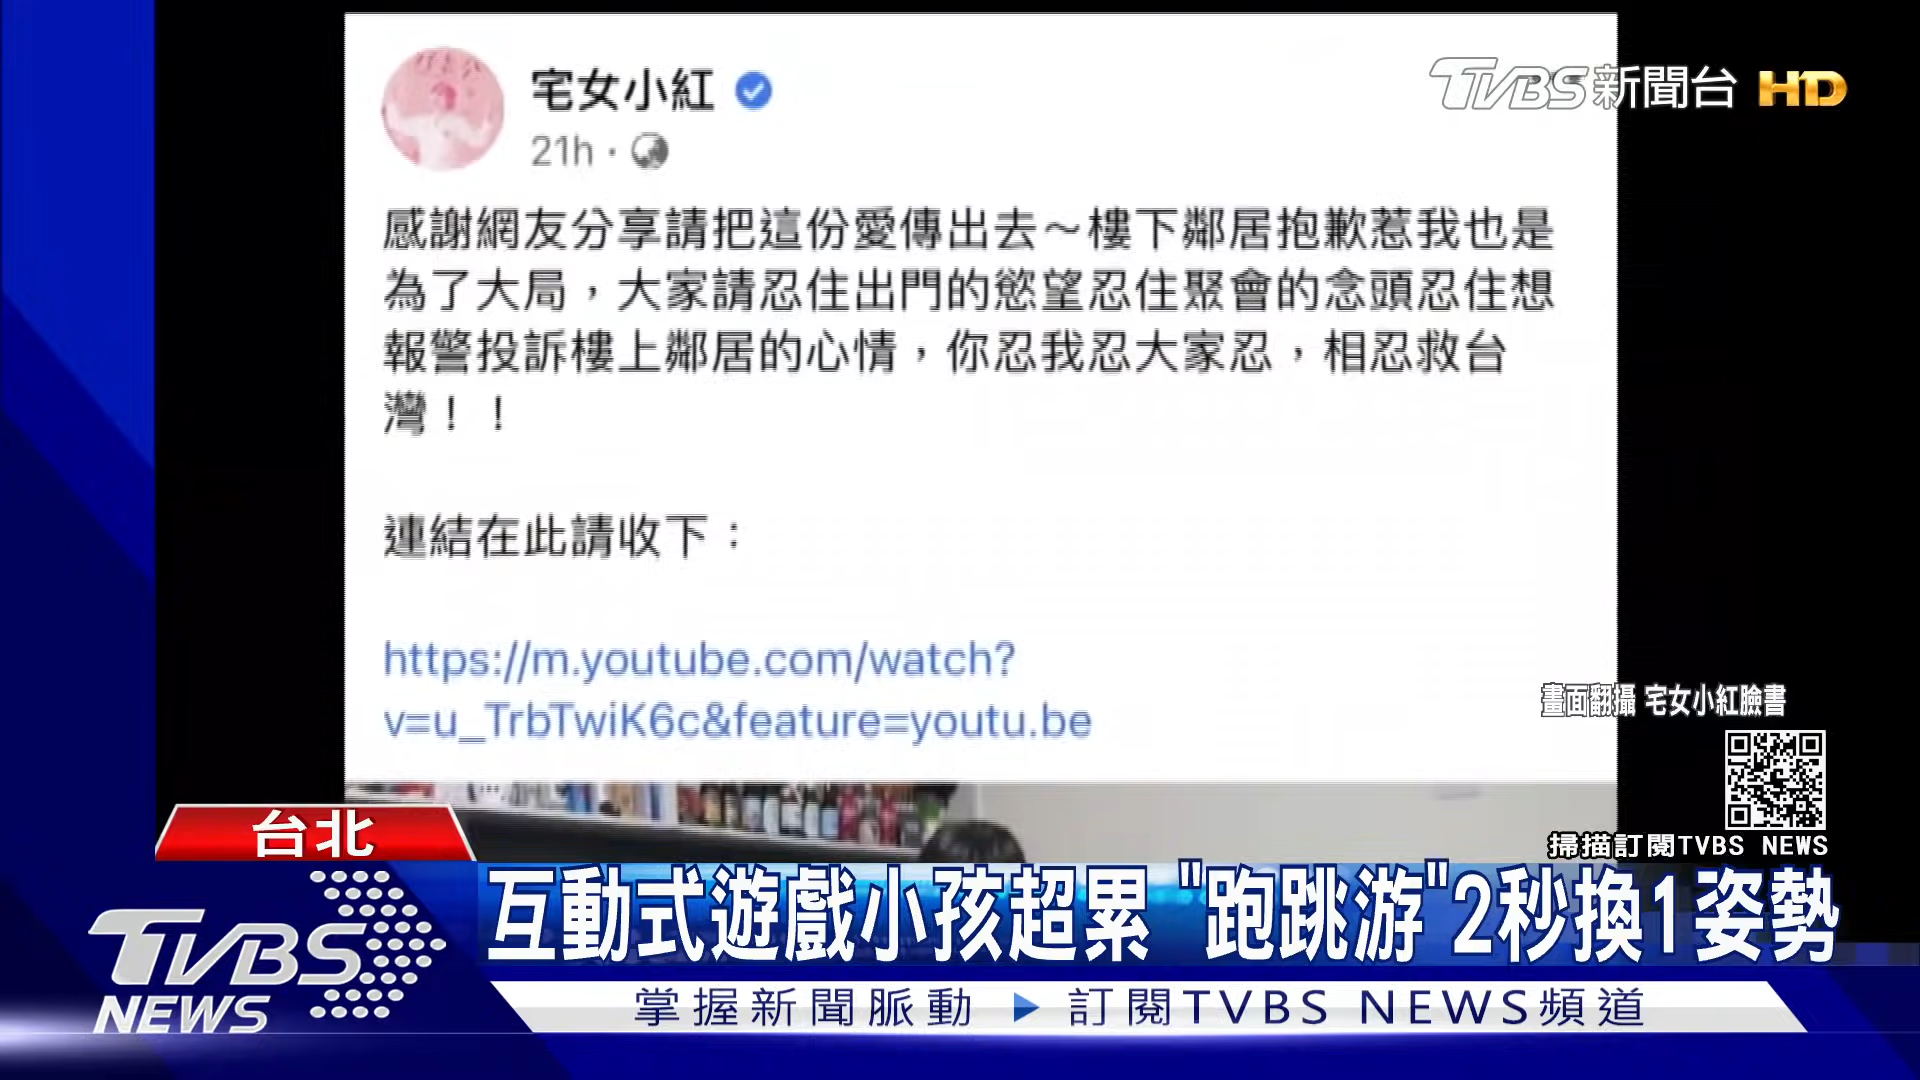 宅女小紅
21h
TVBS新聞台 HD
感謝網友分享請把這份愛傳出去～樓下鄰居抱歉惹我也是
為了大局，大家請忍住出門的慾望忍住聚會的念頭忍住想
報警投訴樓上鄰居的心情，你忍我忍大家忍，相忍救台
灣！！
連結在此請收下：
https://m.youtube.com/watch?
v=u_TrbTwiK6c&feature=youtu.be
畫面翻攝 宅女小紅臉書
掃描訂閱TVBS NEWS
台北
互動式遊戲小孩超累 "跑跳游"2秒換1姿勢
TVBS
NEWS
掌握新聞脈動 ▶ 訂閱TVBS NEWS頻道